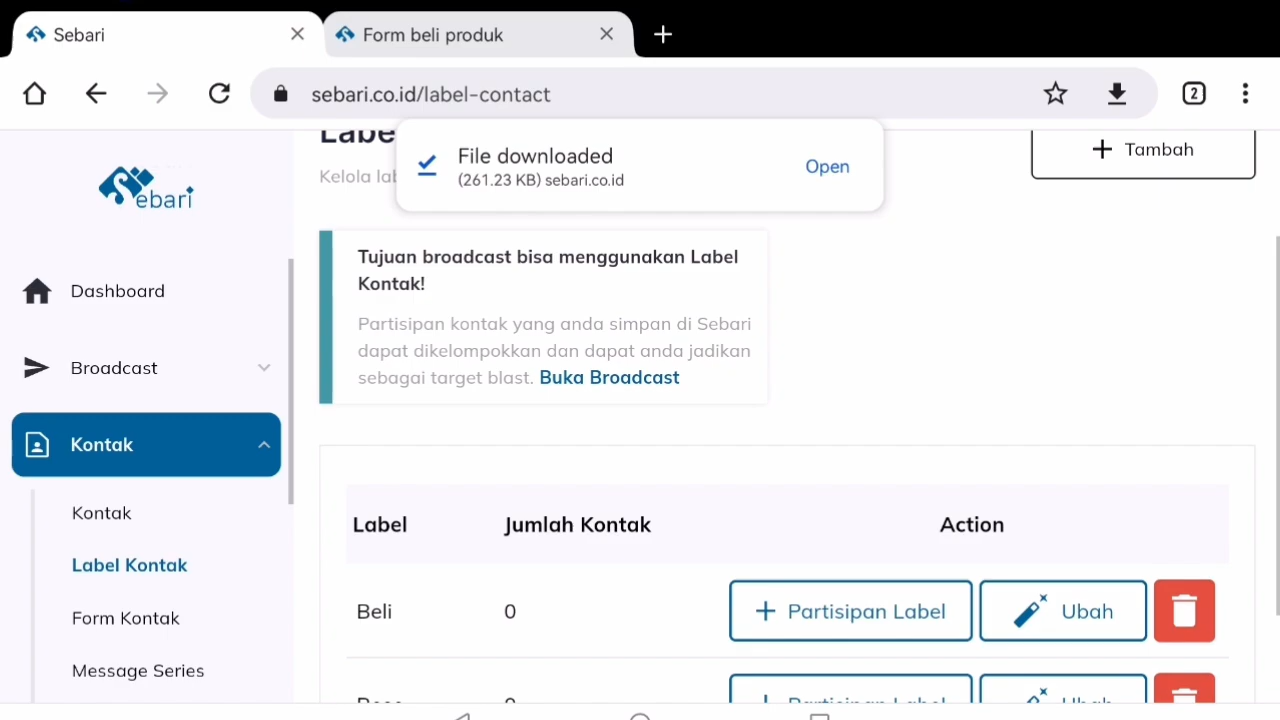 Sebari
Form beli produk
sebari.co.id/label-contact
2
File downloaded
(261.23 KB) sebari.co.id
Open
Kelola
Tambah
Sebari
Dashboard
Broadcast
Kontak
Kontak
Label Kontak
Form Kontak
Message Series
Tujuan broadcast bisa menggunakan Label
Kontak!
Partisipan kontak yang anda simpan di Sebari
dapat dikelompokkan dan dapat anda jadikan
sebagai target blast. Buka Broadcast
Label Jumlah Kontak Action
Beli 0 Partisipan Label Ubah
Partisipan Label Ubah